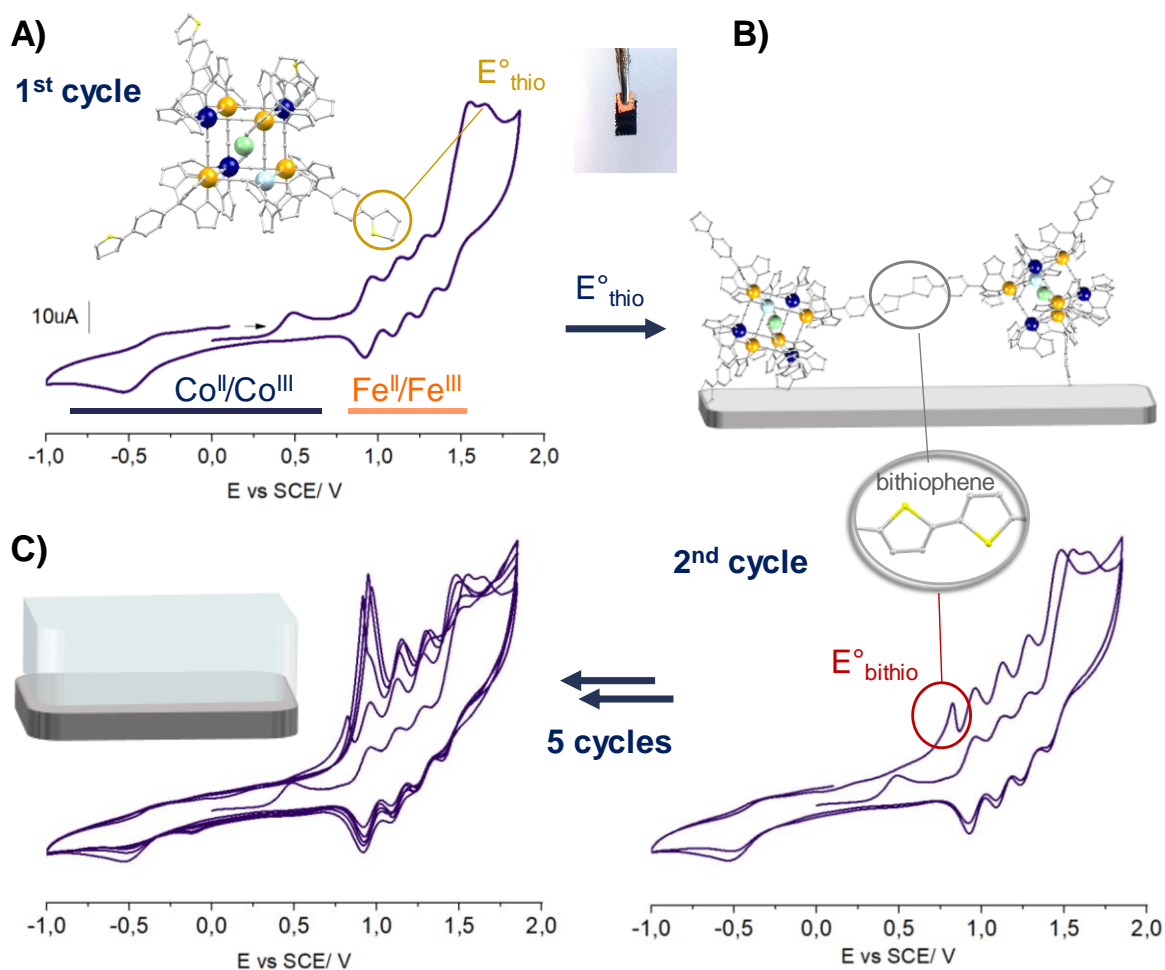 A)
1st cycle
E°thio
10uA
CoII/CoIII
FeII/FeIII
-1,0 -0,5 0,0 0,5 1,0 1,5 2,0
E vs SCE/ V
E°thio
B)
bithiophene
2nd cycle
E°bithio
-1,0 -0,5 0,0 0,5 1,0 1,5 2,0
E vs SCE/ V
C)
5 cycles
-1,0 -0,5 0,0 0,5 1,0 1,5 2,0
E vs SCE/ V